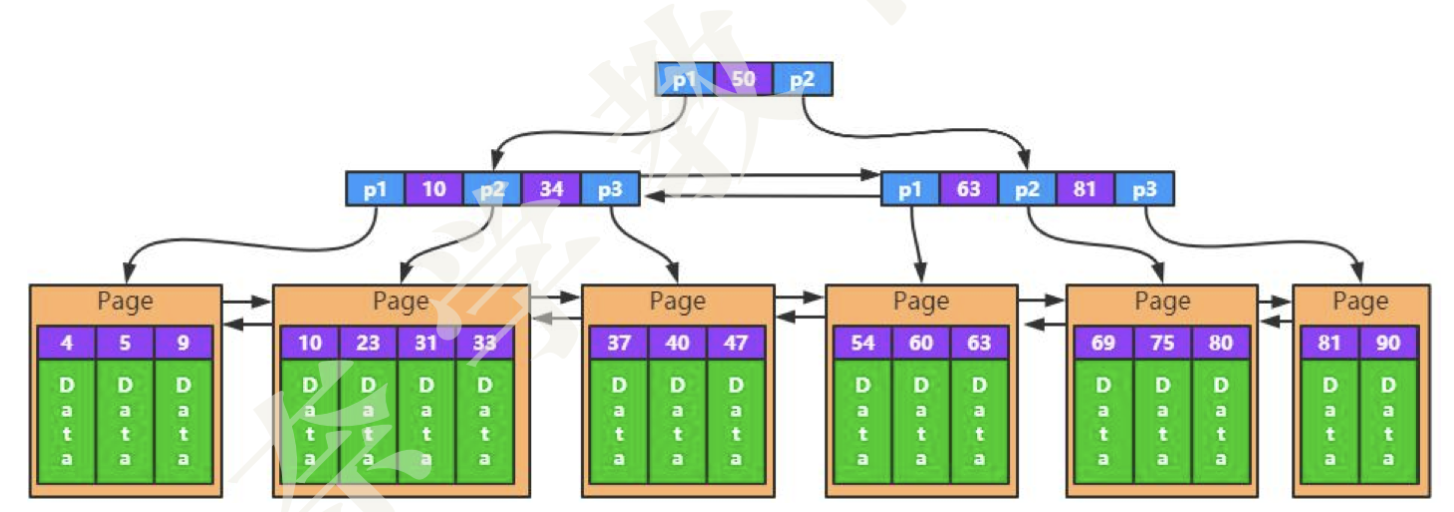 p1 50 p2
p1 10 p2 34 p3
p1 63 p2 81 p3
Page
4 5 9
Data Data Data
Page
10 23 31 33
Data Data Data Data
Page
37 40 47
Data Data Data
Page
54 60 63
Data Data Data
Page
69 75 80
Data Data Data
Page
81 90
Data Data